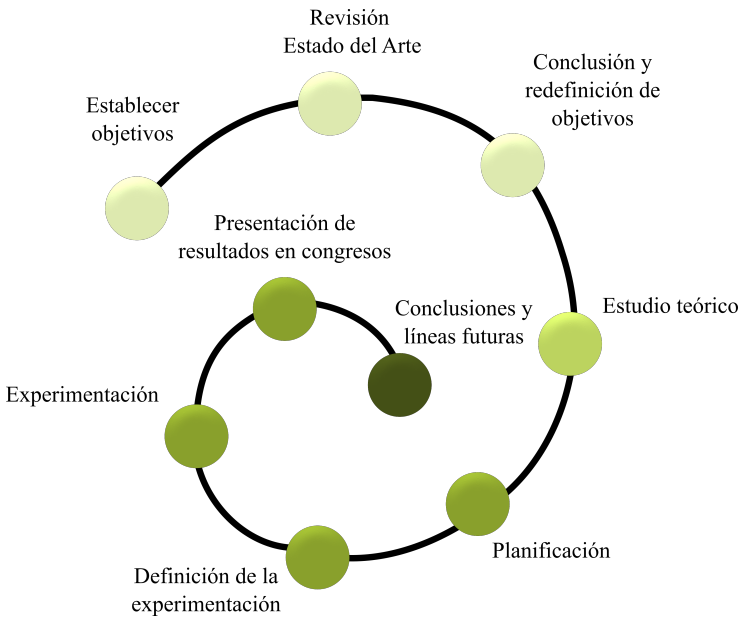 Establecer
objetivos
Revisión
Estado del Arte
Conclusión y
redefinición de
objetivos
Estudio teórico
Planificación
Definición de la
experimentación
Experimentación
Presentación de
resultados en congresos
Conclusiones y
líneas futuras